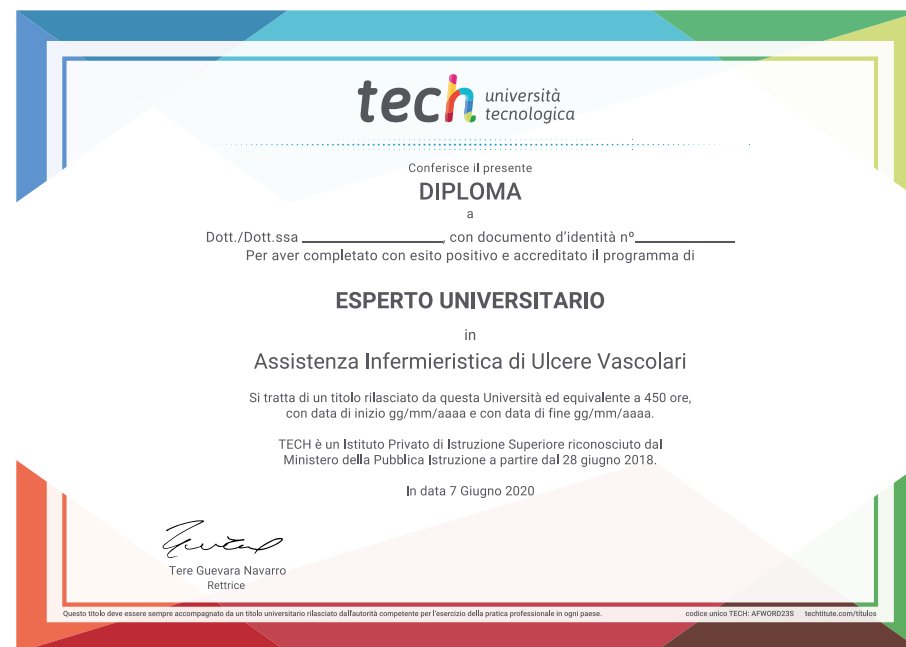 tech università
tecnologica
Conferisce il presente
DIPLOMA
a
Dott./Dott.ssa ____________________, con documento d'identità nº______________
Per aver completato con esito positivo e accreditato il programma di
ESPERTO UNIVERSITARIO
in
Assistenza Infermieristica di Ulcere Vascolari
Si tratta di un titolo rilasciato da questa Università ed equivalente a 450 ore,
con data di inizio gg/mm/aaaa e con data di fine gg/mm/aaaa.
TECH è un Istituto Privato di Istruzione Superiore riconosciuto dal
Ministero della Pubblica Istruzione a partire dal 28 giugno 2018.
In data 7 Giugno 2020
Tere Guevara Navarro
Rettrice
Questo titolo deve essere sempre accompagnato da un titolo universitario rilasciato dall'autorità competente per l'esercizio della pratica professionale in ogni paese. codice unico TECH: AFWORD23S techtitute.com/titulos